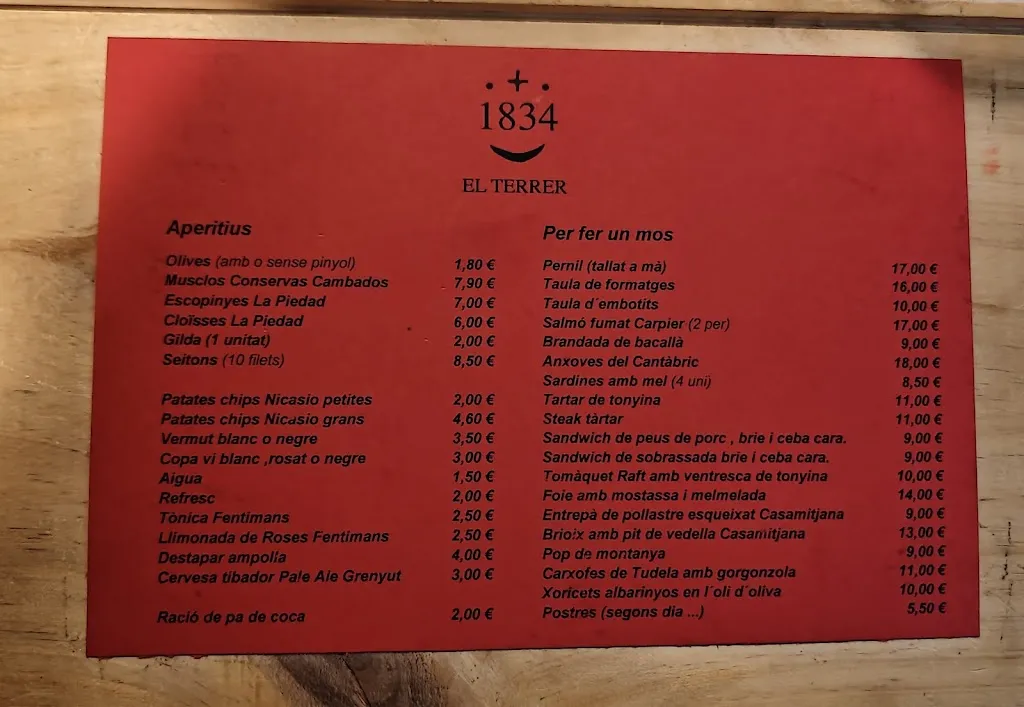 1834
EL TERRER
Aperitius
Olives (amb o sense pinyol) 1,80 €
Musclos Conservas Cambados 7,90 €
Escopinyes La Piedad 7,00 €
Cloïsses La Piedad 6,00 €
Gilda (1 unitat) 2,00 €
Seitons (10 filets) 8,50 €
Patates chips Nicasio petites 2,00 €
Patates chips Nicasio grans 4,60 €
Vermut blanc o negre 3,50 €
Copa vi blanc ,rosat o negre 3,00 €
Aigua 1,50 €
Refresc 2,00 €
Tònica Fentimans 2,50 €
Llimonada de Roses Fentimans 2,50 €
Destapar ampolla 4,00 €
Cervesa tibador Pale Ale Grenyut 3,00 €
Ració de pa de coca 2,00 €
Per fer un mos
Pernil (tallat a mà) 17,00 €
Taula de formatges 16,00 €
Taula d´embotits 10,00 €
Salmó fumat Carpier (2 per) 17,00 €
Brandada de bacallà 9,00 €
Anxoves del Cantàbric 18,00 €
Sardines amb mel (4 uni) 8,50 €
Tartar de tonyina 11,00 €
Steak tàrtar 11,00 €
Sandwich de peus de porc , brie i ceba cara. 9,00 €
Sandwich de sobrassada brie i ceba cara. 9,00 €
Tomàquet Raft amb ventresca de tonyina 10,00 €
Foie amb mostassa i melmelada 14,00 €
Entrepà de pollastre esqueixat Casamitjana 9,00 €
Brioix amb pit de vedella Casamitjana 13,00 €
Pop de montanya 9,00 €
Carxofes de Tudela amb gorgonzola 11,00 €
Xoricets albarinyos en l´oli d´oliva 10,00 €
Postres (segons dia ...) 5,50 €